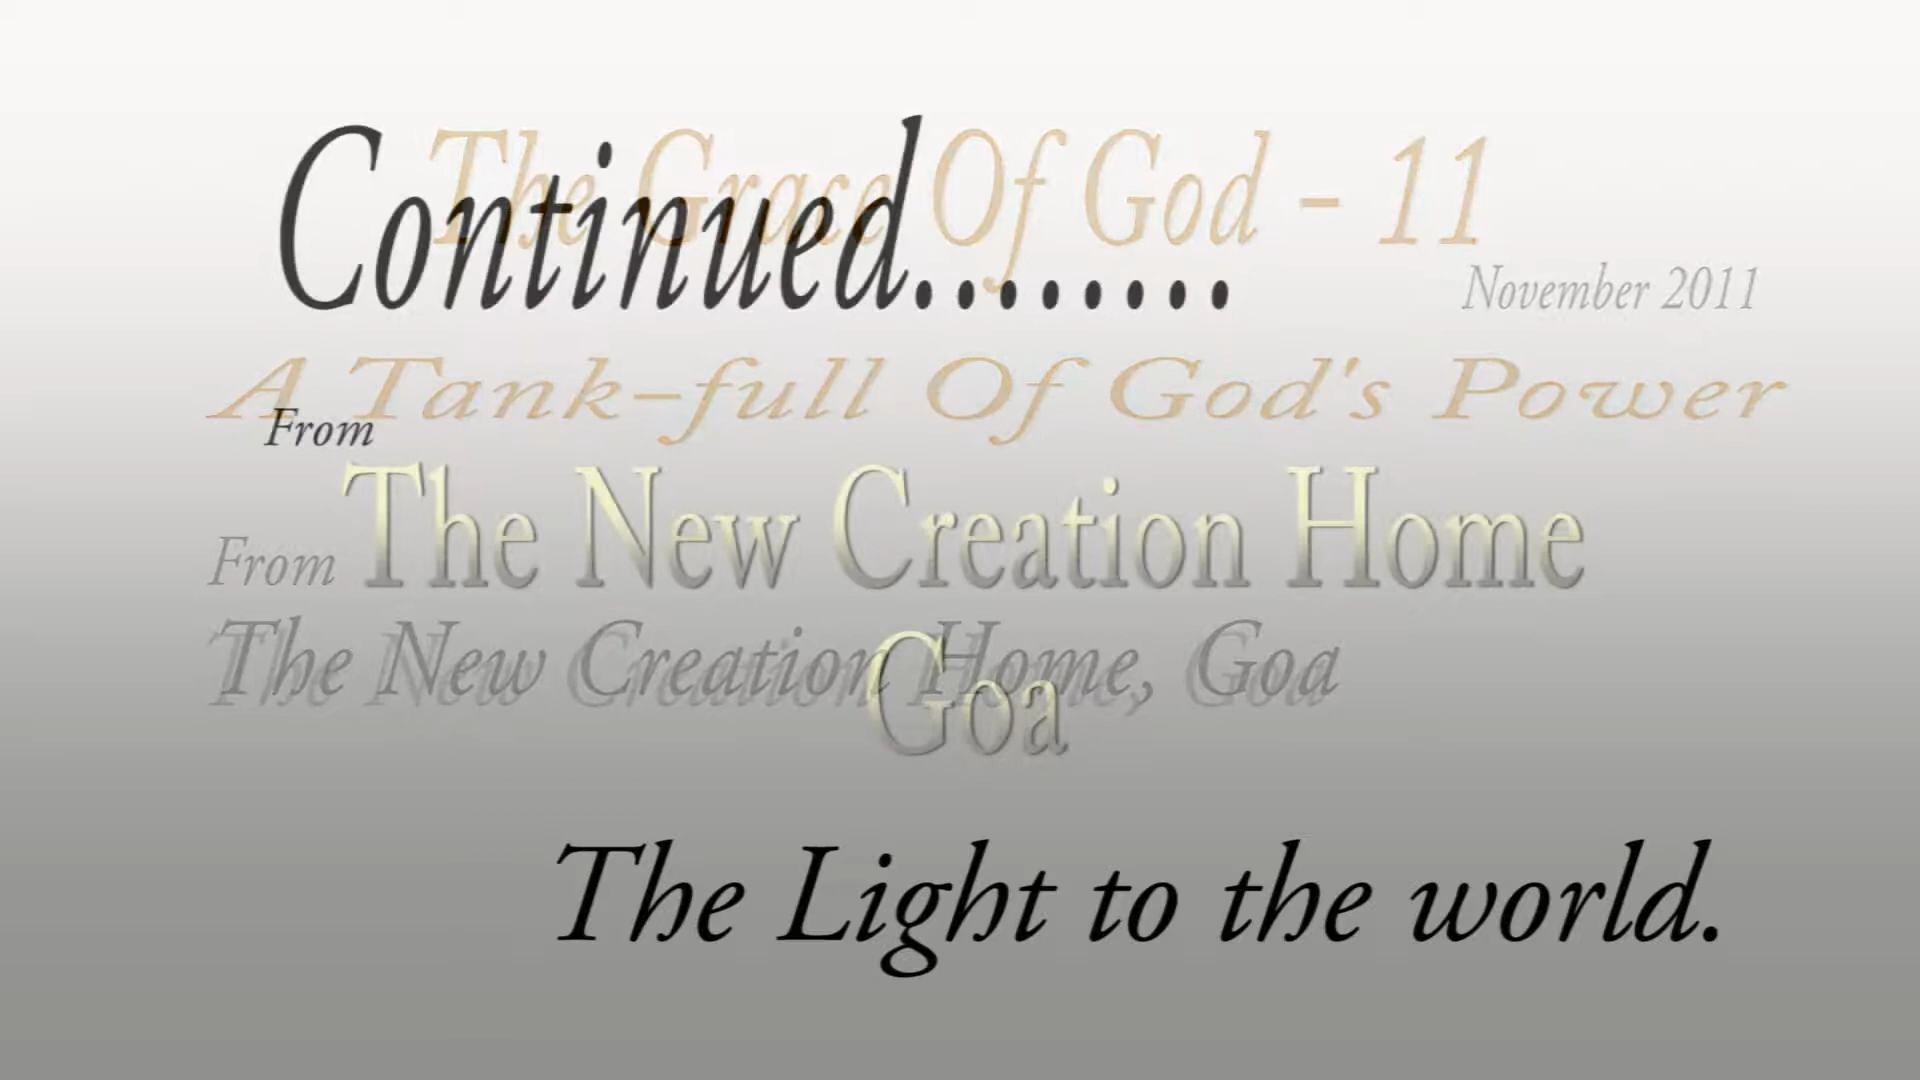 The Grace Of God - 11
Continued........
November 2011
A Tank-full Of God's Power
From
The New Creation Home
From
The New Creation Home, Goa
Goa
The Light to the world.